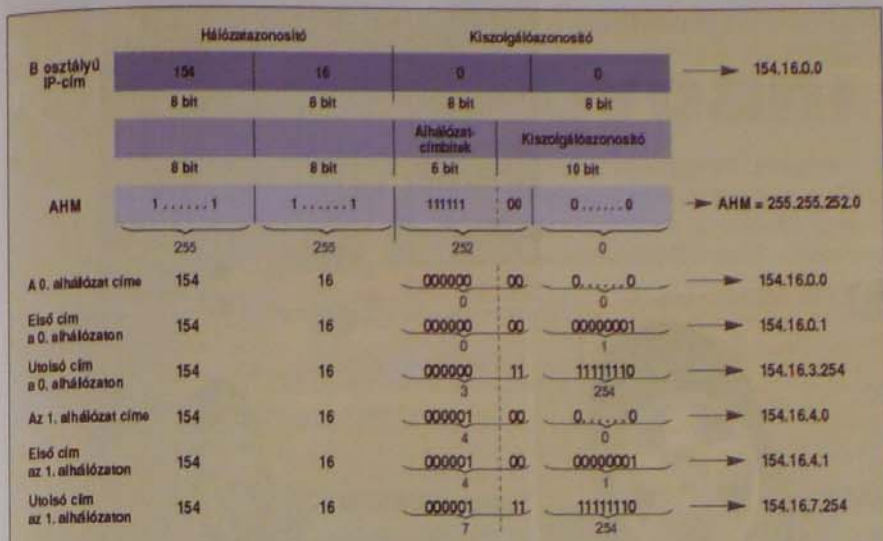 Hálózatazonosító Kiszolgálóazonosító
B osztályú IP-cím 154 16 0 0 154.16.0.0
8 bit 8 bit 8 bit 8 bit
Alhálózat-címbitek Kiszolgálóazonosító
8 bit 8 bit 6 bit 10 bit
AHM 1......1 1......1 111111 00 0......0 AHM = 255.255.252.0
255 255 252 0
A 0. alhálózat címe 154 16 000000 00 0......0 154.16.0.0
0 0
Első cím a 0. alhálózaton 154 16 000000 00 00000001 154.16.0.1
0 1
Utolsó cím a 0. alhálózaton 154 16 000000 11 11111110 154.16.3.254
3 254
Az 1. alhálózat címe 154 16 000001 00 0......0 154.16.4.0
4 0
Első cím az 1. alhálózaton 154 16 000001 00 00000001 154.16.4.1
4 1
Utolsó cím az 1. alhálózaton 154 16 000001 11 11111110 154.16.7.254
7 254